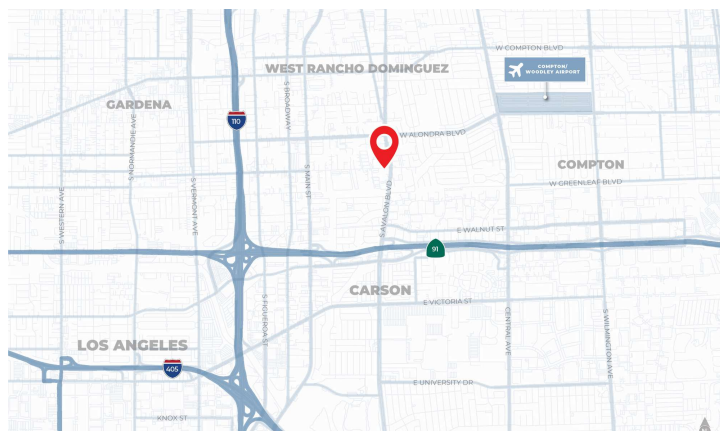 W COMPTON BLVD
COMPTON/
WOODLEY AIRPORT
WEST RANCHO DOMINGUEZ
GARDENA
S BROADWAY
110
W ALONDRA BLVD
S NORMANDIE AVE
COMPTON
S MAIN ST
S VERMONT AVE
W GREENLEAF BLVD
S WESTERN AVE
S AVALON BLVD
E WALNUT ST
91
CARSON
E VICTORIA ST
S FIGUEROA ST
CENTRAL AVE
S WILMINGTON AVE
LOS ANGELES
405
E UNIVERSITY DR
KNOX ST